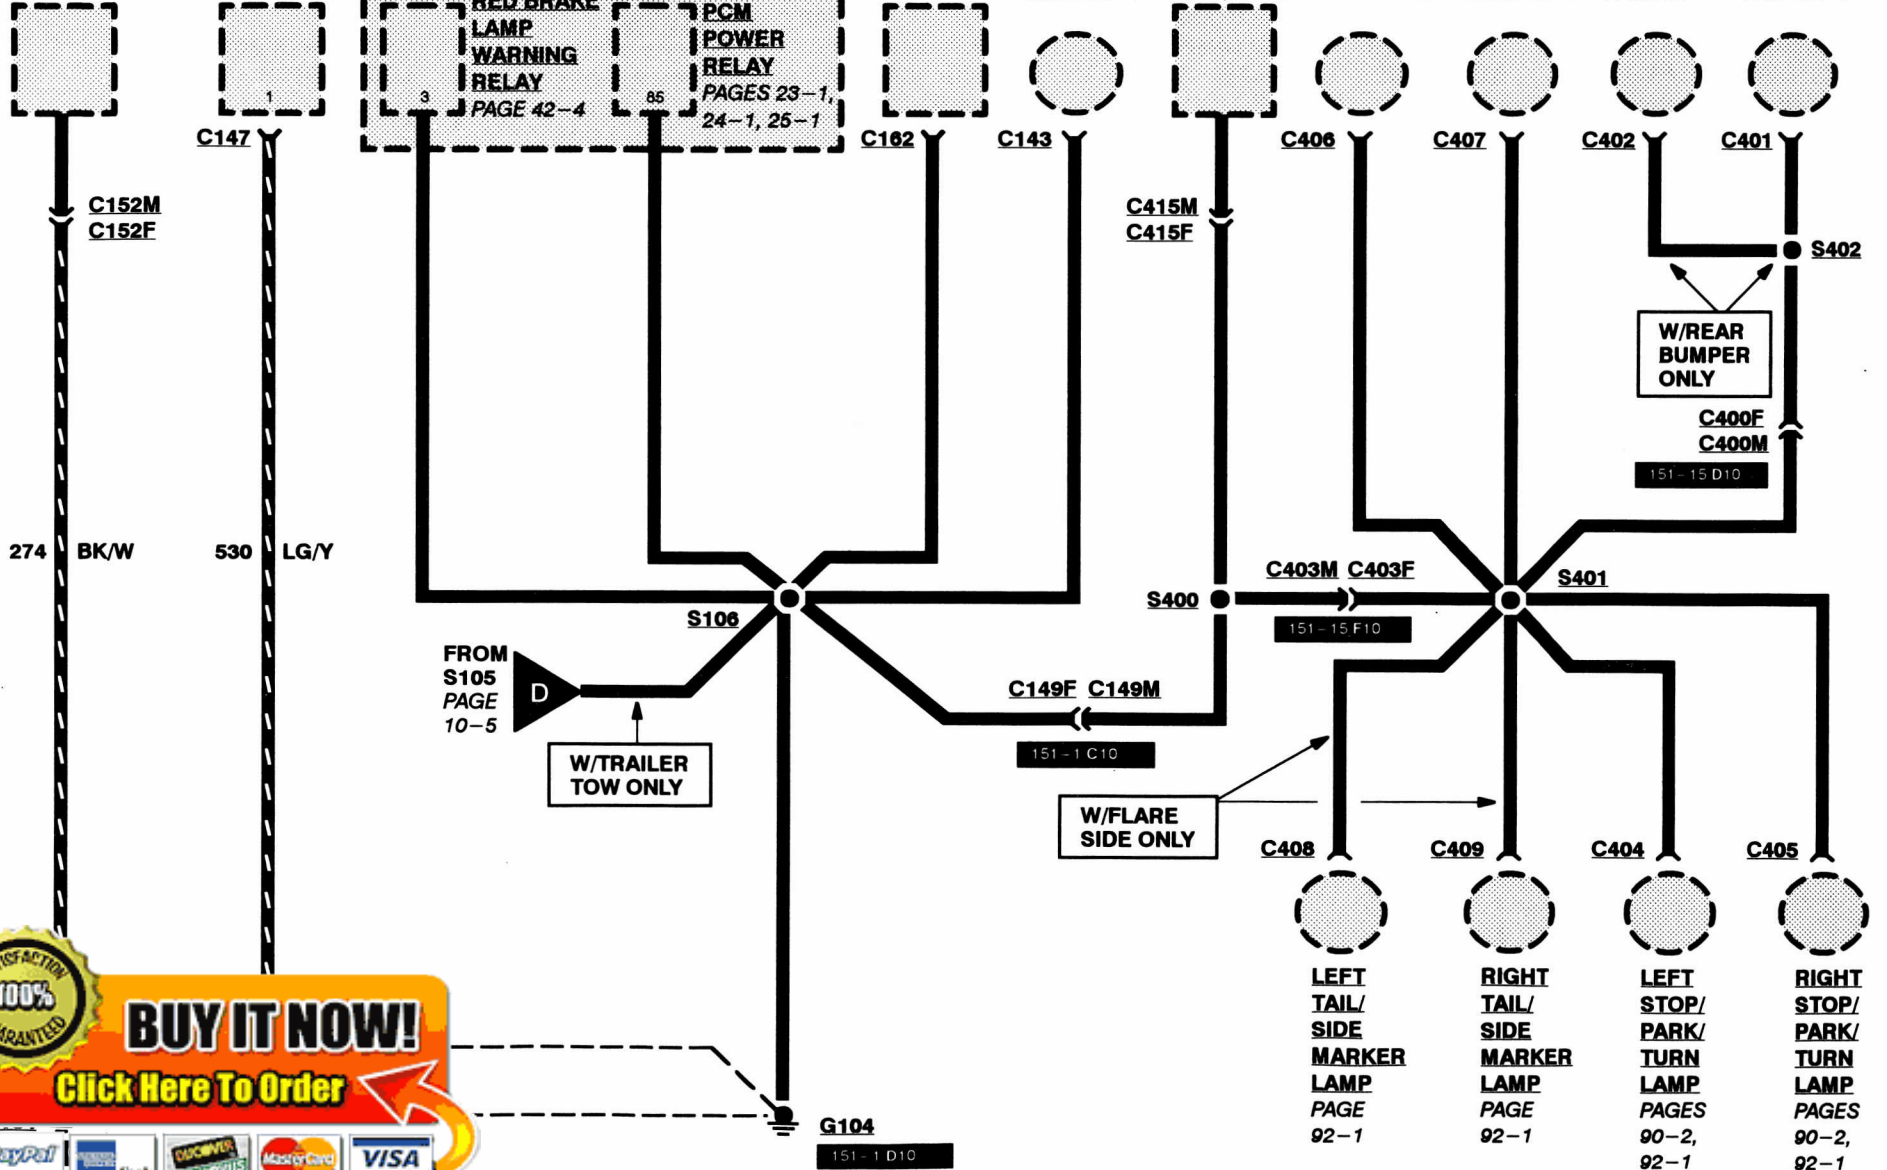 RED BRAKE
LAMP
WARNING
RELAY
PAGE 42-4
PCM
POWER
RELAY
PAGES 23-1,
24-1, 25-1
1
3
85
C147
C162
C143
C406
C407
C402
C401
C152M
C152F
C415M
C415F
S402
W/REAR
BUMPER
ONLY
C400F
C400M
151-15 D10
274 BK/W
530 LG/Y
C403M C403F
S401
S400
151-15 F10
S106
FROM
S105
PAGE
10-5
D
C149F C149M
151-1 C10
W/TRAILER
TOW ONLY
W/FLARE
SIDE ONLY
C408
C409
C404
C405
LEFT
TAIL/
SIDE
MARKER
LAMP
PAGE
92-1
RIGHT
TAIL/
SIDE
MARKER
LAMP
PAGE
92-1
LEFT
STOP/
PARK/
TURN
LAMP
PAGES
90-2,
92-1
RIGHT
STOP/
PARK/
TURN
LAMP
PAGES
90-2,
92-1
G104
151-1 D10
100%
BUY IT NOW!
Click Here To Order
DISCOVER
MasterCard
VISA